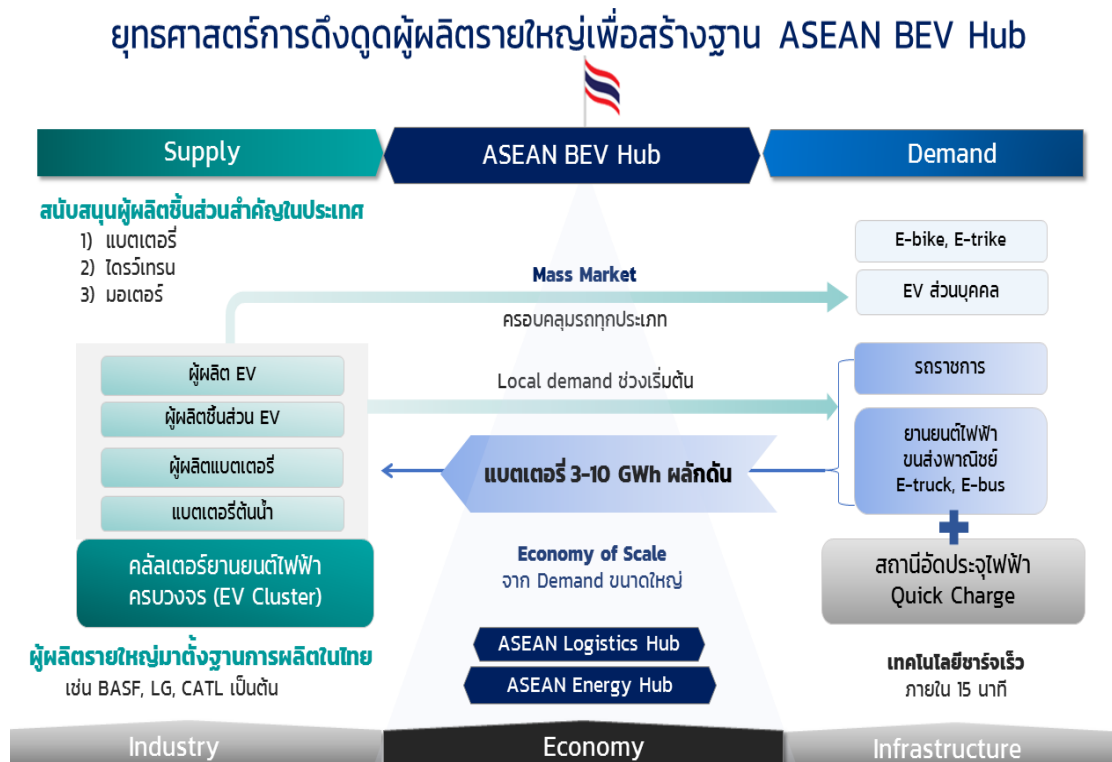 ยุทธศาสตร์การดึงดูดผู้ผลิตรายใหญ่เพื่อสร้างฐาน ASEAN BEV Hub
Supply
ASEAN BEV Hub
Demand
สนับสนุนผู้ผลิตชิ้นส่วนสำคัญในประเทศ
1) แบตเตอรี่
2) ไดรว์เทรน
3) มอเตอร์
Mass Market
ครอบคลุมรถทุกประเภท
E-bike, E-trike
EV ส่วนบุคคล
ผู้ผลิต EV
ผู้ผลิตชิ้นส่วน EV
ผู้ผลิตแบตเตอรี่
แบตเตอรี่ต้นน้ำ
คลัลเตอร์ยานยนต์ไฟฟ้า
ครบวงจร (EV Cluster)
ผู้ผลิตรายใหญ่มาตั้งฐานการผลิตในไทย
เช่น BASF, LG, CATL เป็นต้น
Local demand ช่วงเริ่มต้น
แบตเตอรี่ 3-10 GWh ผลักดัน
Economy of Scale
จาก Demand ขนาดใหญ่
ASEAN Logistics Hub
ASEAN Energy Hub
รถราชการ
ยานยนต์ไฟฟ้า
ขนส่งพาณิชย์
E-truck, E-bus
สถานีอัดประจุไฟฟ้า
Quick Charge
เทคโนโลยีชาร์จเร็ว
ภายใน 15 นาที
Industry
Economy
Infrastructure